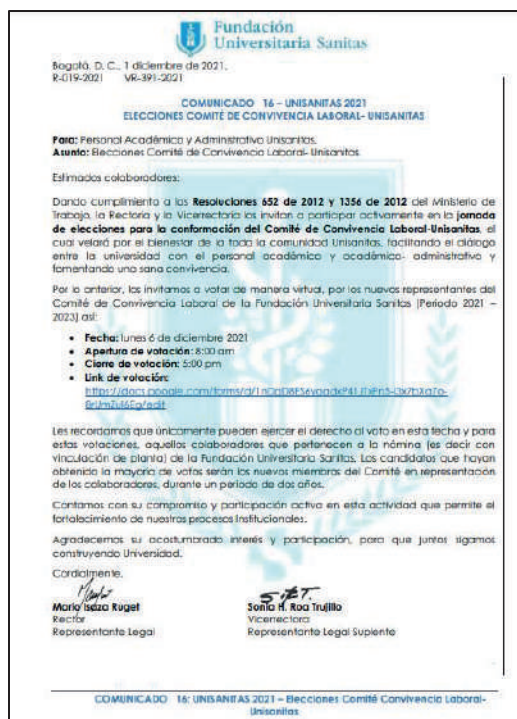 Fundación
Universitaria Sanitas
Bogotá, D. C., 1 diciembre de 2021.
R-019-2021 VR-391-2021
COMUNICADO 16 – UNISANITAS 2021
ELECCIONES COMITÉ DE CONVIVENCIA LABORAL- UNISANITAS
Para: Personal Académico y Administrativo Unisanitas.
Asunto: Elecciones Comité de Convivencia Laboral- Unisanitas
Estimados colaboradores:
Dando cumplimiento a las Resoluciones 652 de 2012 y 1356 de 2012 del Ministerio de
Trabajo, la Rectoría y la Vicerrectoría los invitan a participar activamente en la jornada
de elecciones para la conformación del Comité de Convivencia Laboral-Unisanitas, el
cual velará por el bienestar de la toda la comunidad Unisanitas, facilitando el diálogo
entre la universidad con el personal académico y académico- administrativo y
fomentando una sana convivencia.
Por lo anterior, los invitamos a votar de manera virtual, por los nuevos representantes del
Comité de Convivencia Laboral de la Fundación Universitaria Sanitas (Periodo 2021 –
2023) así:
• Fecha: lunes 6 de diciembre 2021
• Apertura de votación: 8:00 am
• Cierre de votación: 5:00 pm
• Link de votación:
Les recordamos que únicamente pueden ejercer el derecho al voto en esta fecha y para
estas votaciones, aquellos colaboradores que pertenecen a la nómina (es decir con
vinculación de planta) de la Fundación Universitaria Sanitas. Los candidatos que hayan
obtenido la mayoría de votos serán los nuevos miembros del Comité en representación
de los colaboradores, durante un periodo de dos años.
Contamos con su compromiso y participación activa en esta actividad que permite el
fortalecimiento de nuestros procesos Institucionales.
Agradecemos su acostumbrado interés y participación, para que juntos sigamos
construyendo Universidad.
Cordialmente,
Mario Isaza Ruget Sonia H. Roa Trujillo
Rector Vicerrectora
Representante Legal Representante Legal Suplente
COMUNICADO 16: UNISANITAS 2021 – Elecciones Comité Convivencia Laboral-
Unisanitas